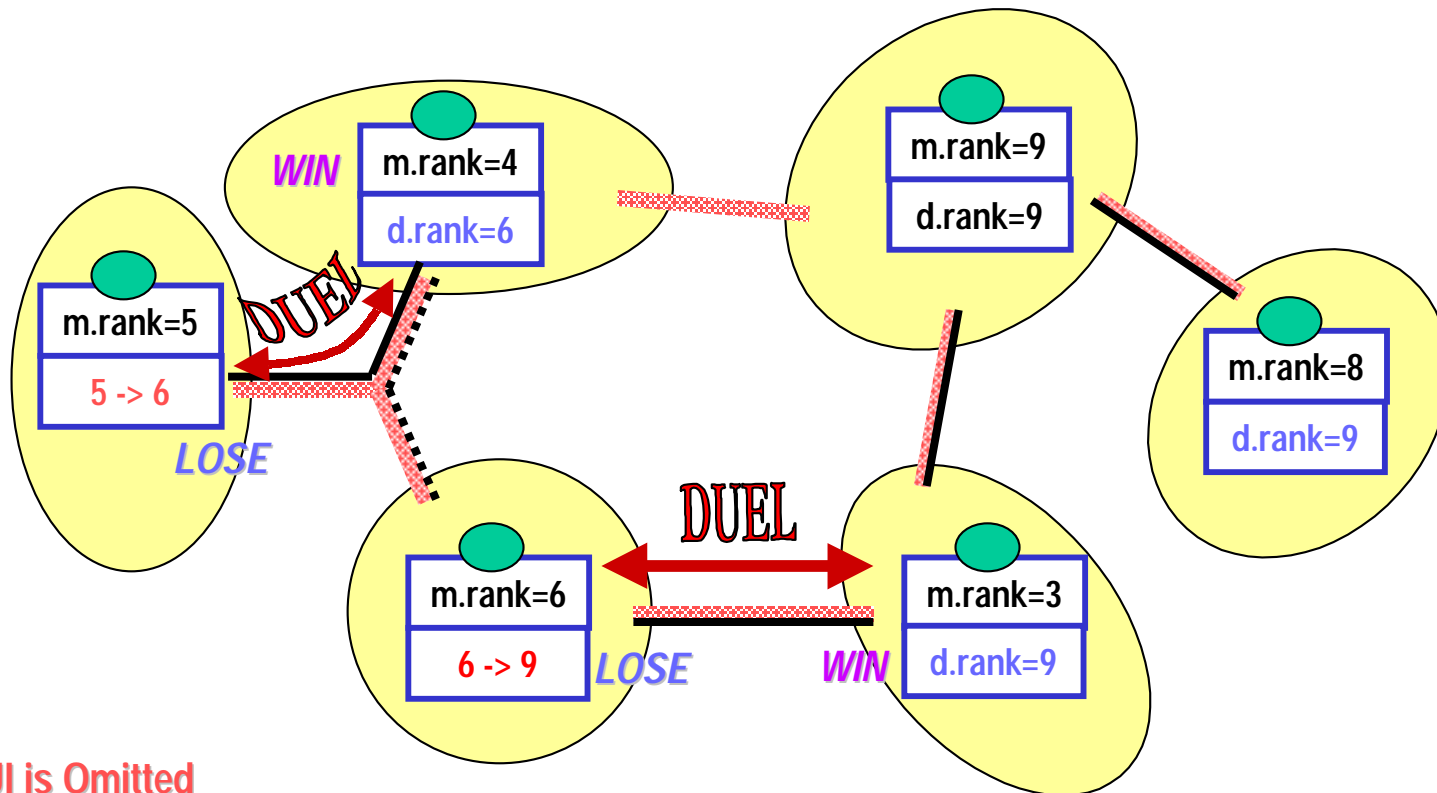 m.rank=9
d.rank=9
WIN
m.rank=4
d.rank=6
DUEL
m.rank=5
5 -> 6
LOSE
m.rank=8
d.rank=9
DUEL
m.rank=6
6 -> 9
LOSE
WIN
m.rank=3
d.rank=9
is Omitted